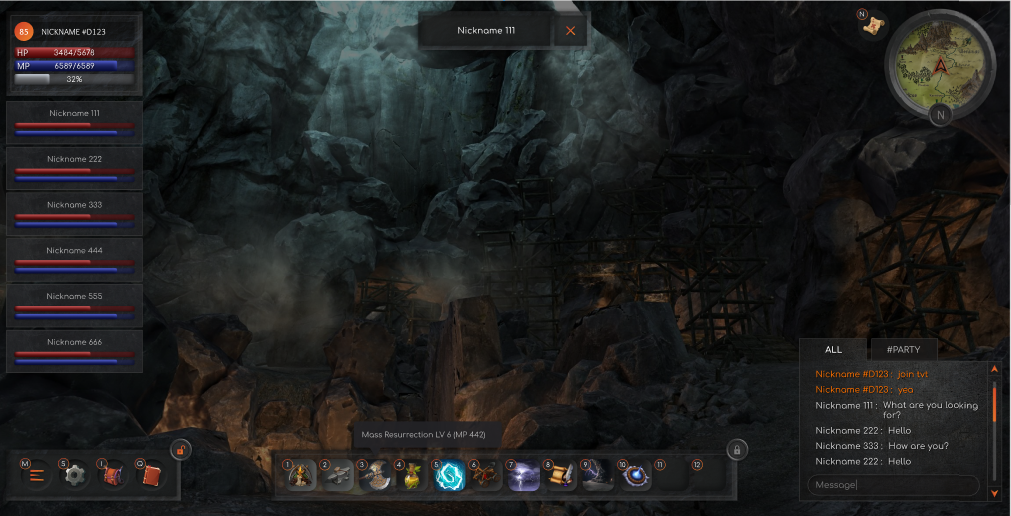 85 NICKNAME #D123
HP 3484/5678
MP 6589/6589
32%
Nickname 111
Nickname 222
Nickname 333
Nickname 444
Nickname 555
Nickname 666
Nickname 111
N
N
ALL #PARTY
Nickname #D123 : join tvt
Nickname #D123 : yea
Nickname 111 : What are you looking
for?
Nickname 222 : Hello
Nickname 333 : How are you?
Nickname 222 : Hello
Message
Mass Resurrection LV 6 (MP 442)
M S I Q
1 2 3 4 5 6 7 8 9 10 11 12